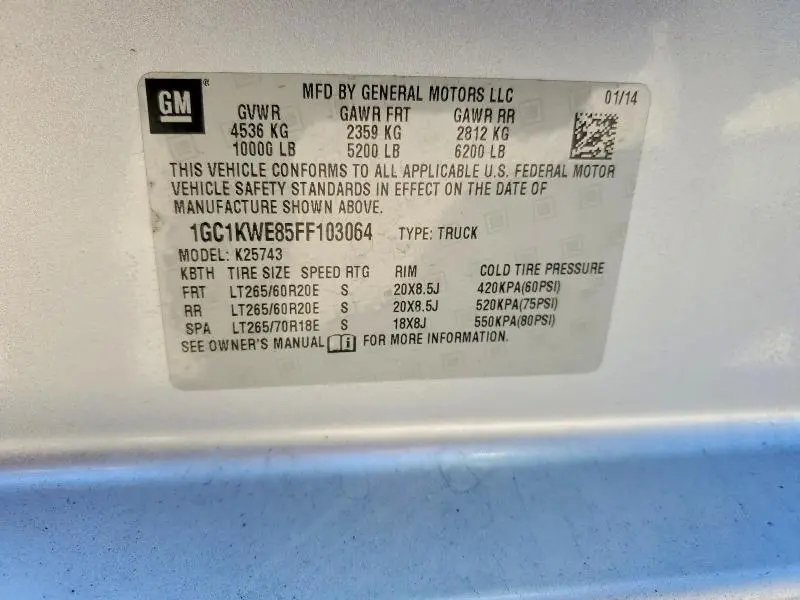 GM ® MFD BY GENERAL MOTORS LLC 01/14
GVWR GAWR FRT GAWR RR
4536 KG 2359 KG 2812 KG
10000 LB 5200 LB 6200 LB
THIS VEHICLE CONFORMS TO ALL APPLICABLE U.S. FEDERAL MOTOR
VEHICLE SAFETY STANDARDS IN EFFECT ON THE DATE OF
MANUFACTURE SHOWN ABOVE.
1GC1KWE85FF103064 TYPE: TRUCK
MODEL: K25743
KBTH TIRE SIZE SPEED RTG RIM COLD TIRE PRESSURE
FRT LT265/60R20E S 20X8.5J 420KPA(60PSI)
RR LT265/60R20E S 20X8.5J 520KPA(75PSI)
SPA LT265/70R18E S 18X8J 550KPA(80PSI)
SEE OWNER'S MANUAL i FOR MORE INFORMATION.